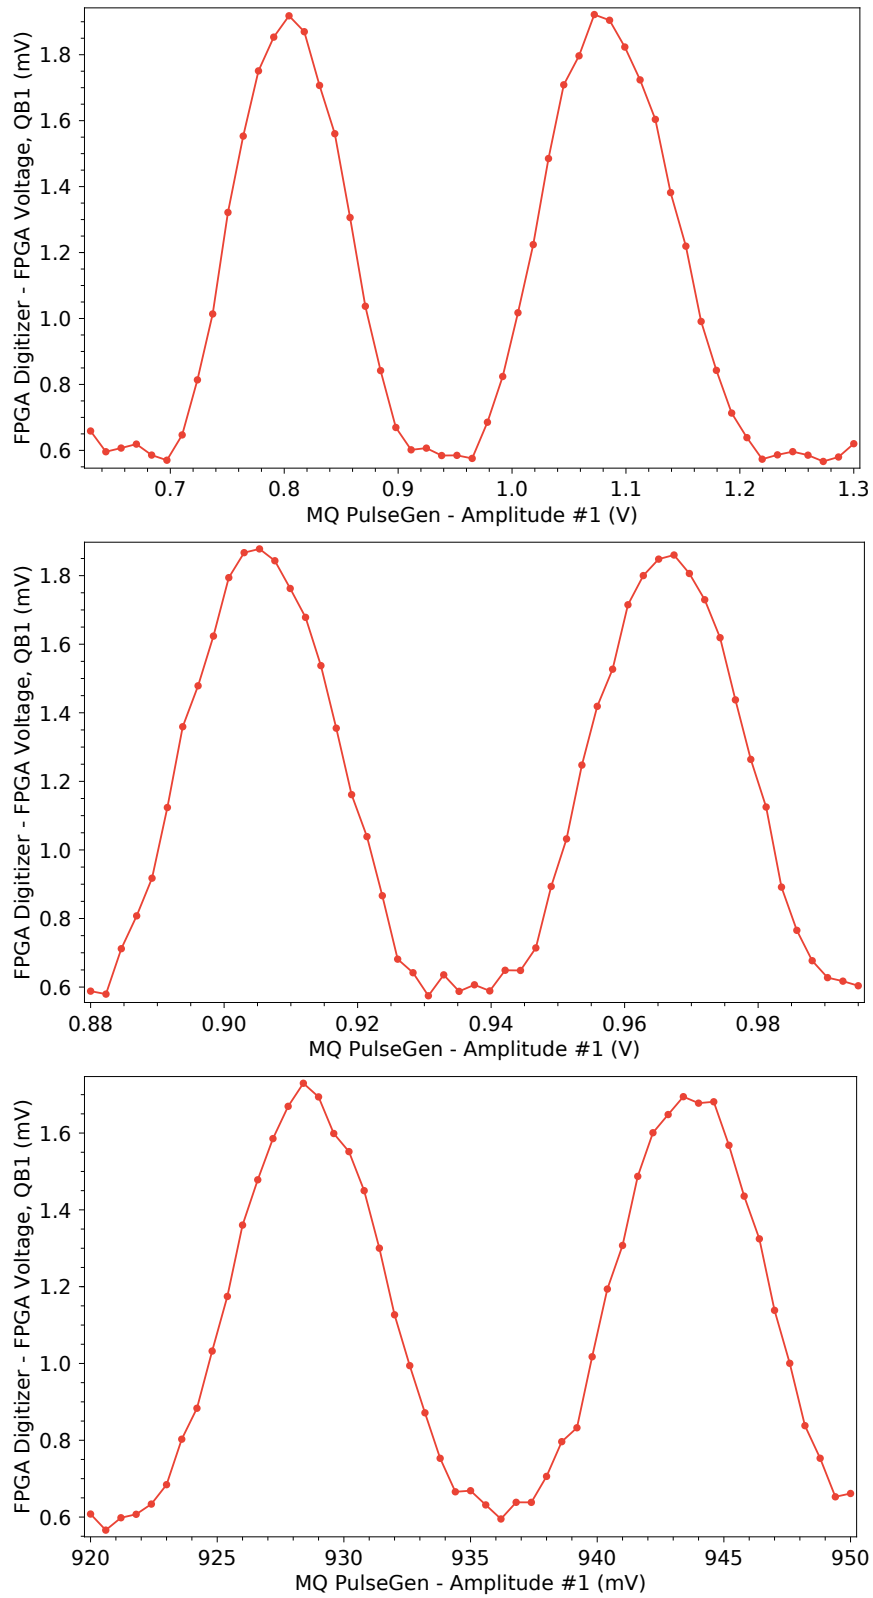 FPGA Digitizer - FPGA Voltage, QB1 (mV)
1.8
1.6
1.4
1.2
1.0
0.8
0.6
0.7 0.8 0.9 1.0 1.1 1.2 1.3
MQ PulseGen - Amplitude #1 (V)
FPGA Digitizer - FPGA Voltage, QB1 (mV)
1.8
1.6
1.4
1.2
1.0
0.8
0.6
0.88 0.90 0.92 0.94 0.96 0.98
MQ PulseGen - Amplitude #1 (V)
FPGA Digitizer - FPGA Voltage, QB1 (mV)
1.6
1.4
1.2
1.0
0.8
0.6
920 925 930 935 940 945 950
MQ PulseGen - Amplitude #1 (mV)